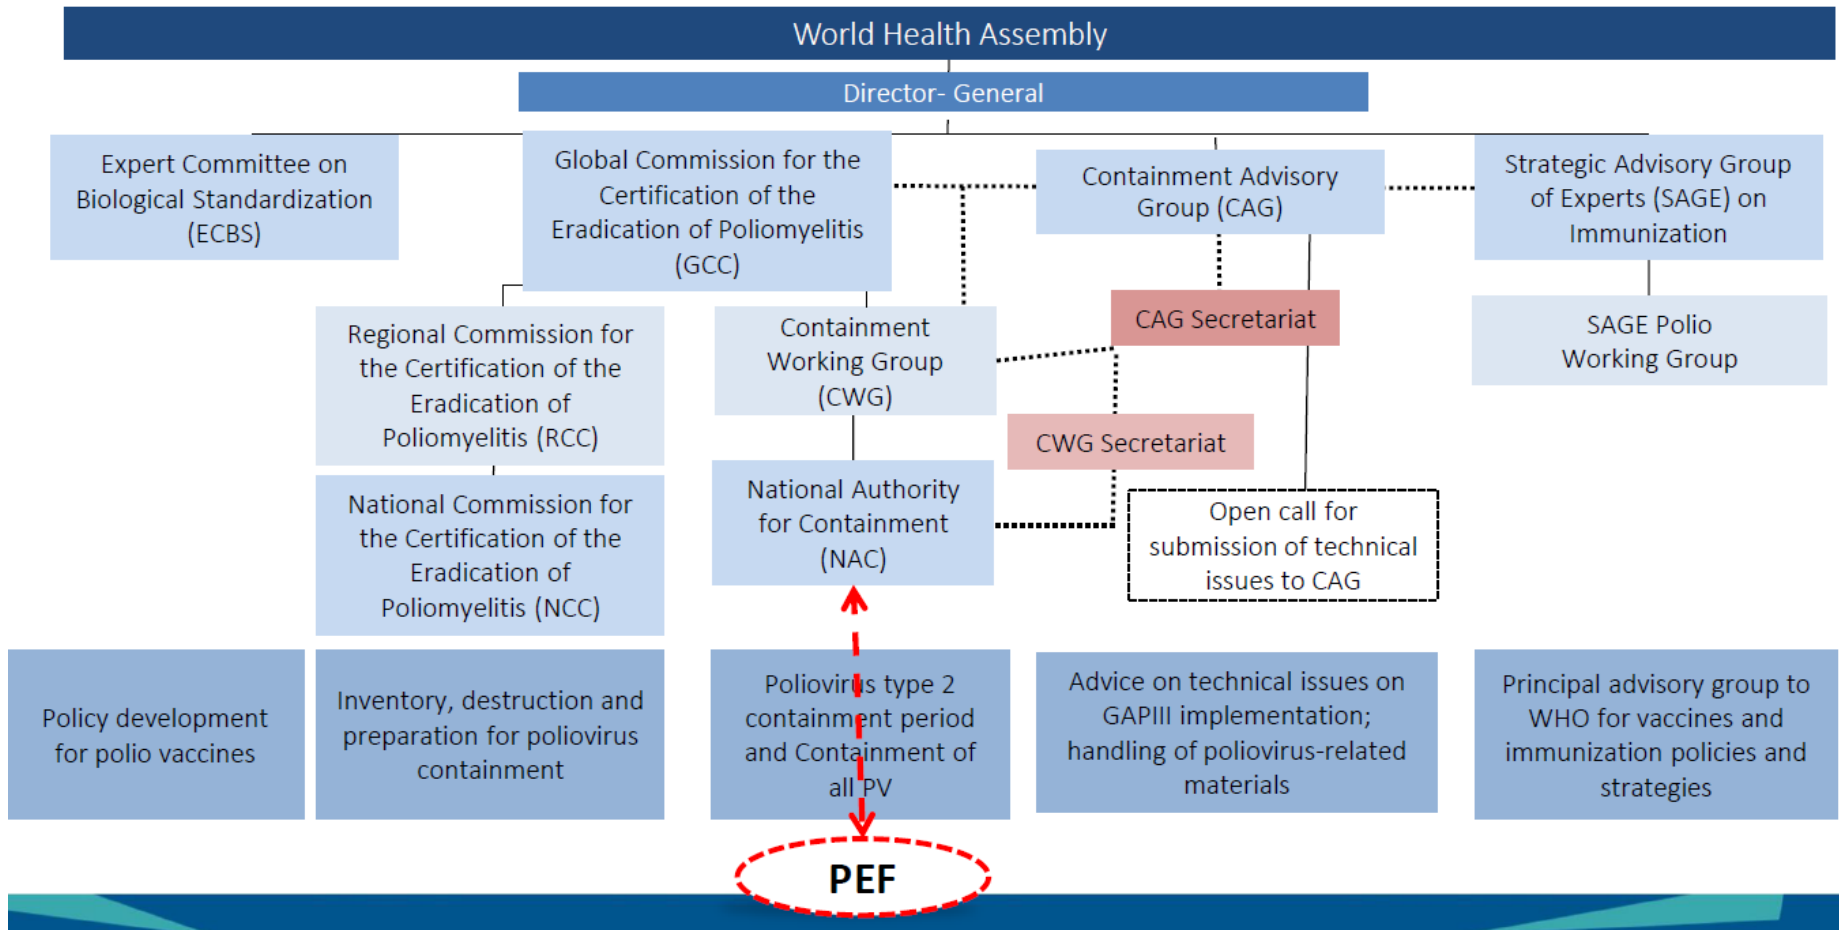 World Health Assembly
Director- General
Expert Committee on
Biological Standardization
(ECBS)
Global Commission for the
Certification of the
Eradication of Poliomyelitis
(GCC)
Containment Advisory
Group (CAG)
Strategic Advisory Group
of Experts (SAGE) on
Immunization
Regional Commission for
the Certification of the
Eradication of
Poliomyelitis (RCC)
Containment
Working Group
(CWG)
CAG Secretariat
SAGE Polio
Working Group
CWG Secretariat
National Commission for
the Certification of the
Eradication of
Poliomyelitis (NCC)
National Authority
for Containment
(NAC)
Open call for
submission of technical
issues to CAG
Policy development
for polio vaccines
Inventory, destruction and
preparation for poliovirus
containment
Poliovirus type 2
containment period
and Containment of
all PV
Advice on technical issues on
GAPIII implementation;
handling of poliovirus-related
materials
Principal advisory group to
WHO for vaccines and
immunization policies and
strategies
PEF